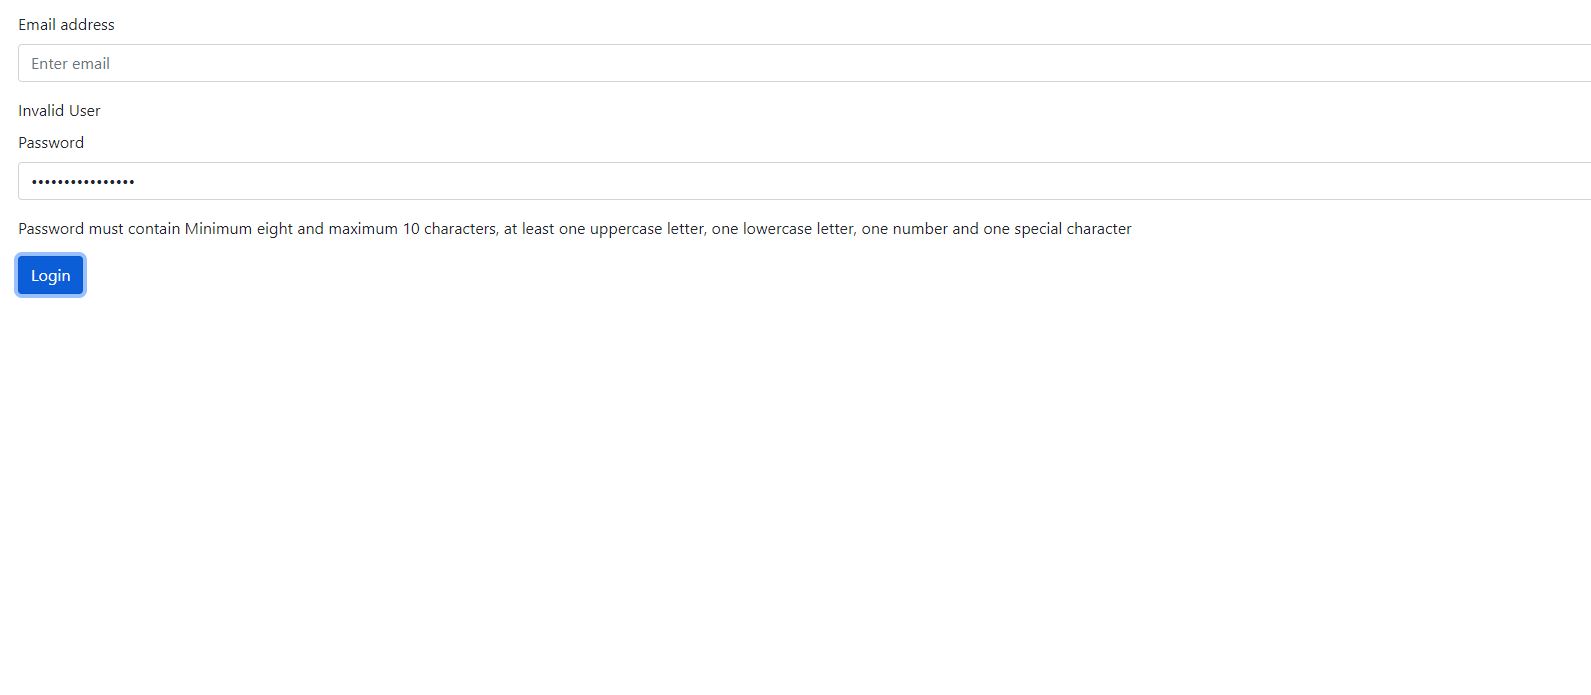 Email address
Enter email
Invalid User
Password
••••••••••••••••
Password must contain Minimum eight and maximum 10 characters, at least one uppercase letter, one lowercase letter, one number and one special character
Login